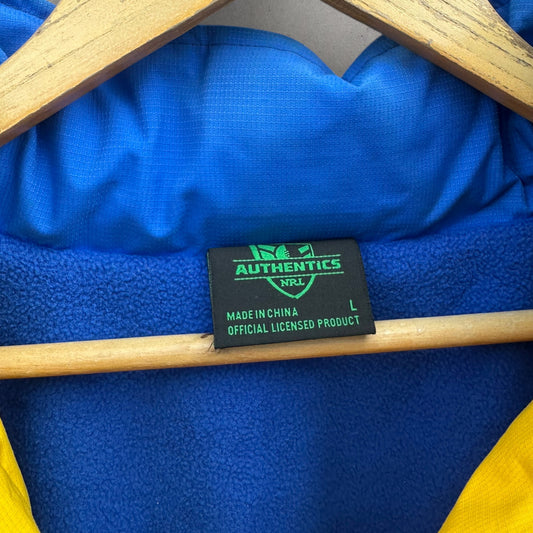 AUTHENTICS
NRL
L
MADE IN CHINA
OFFICIAL LICENSED PRODUCT